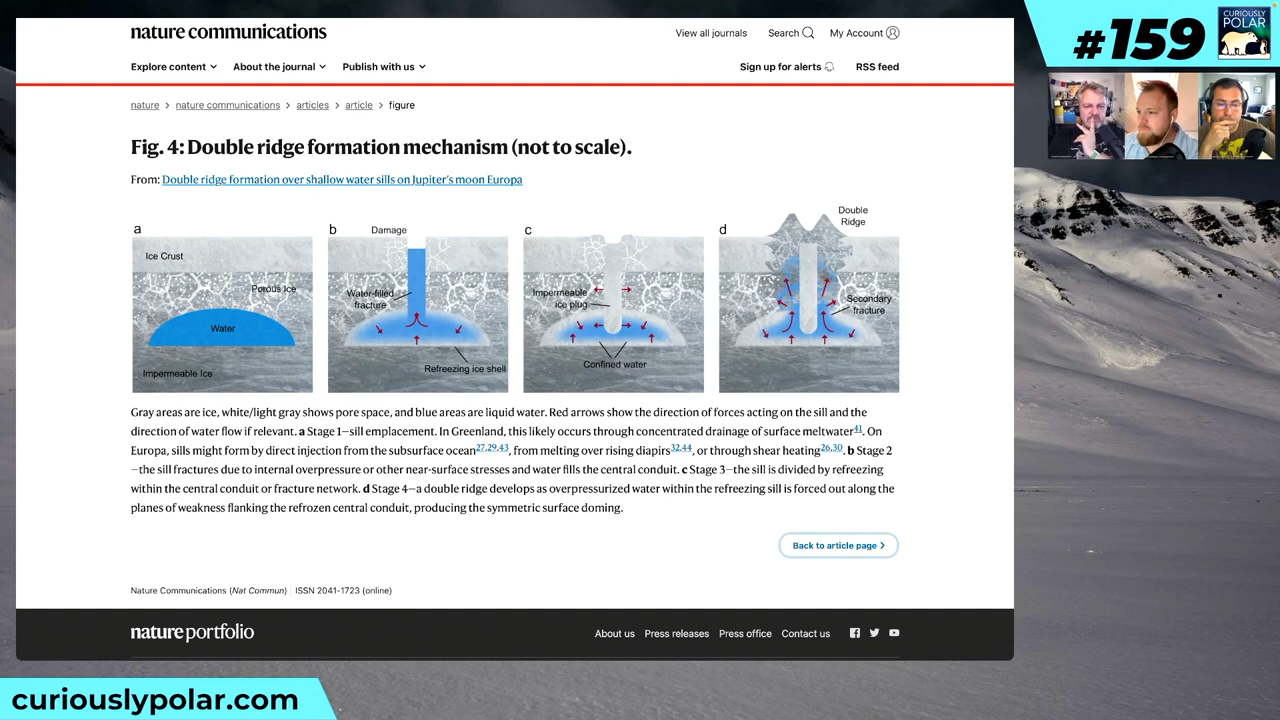 nature communications
View all journals
Search
My Account
Explore content
About the journal
Publish with us
Sign up for alerts
RSS feed
nature > nature communications > articles > article > figure
Fig. 4: Double ridge formation mechanism (not to scale).
From: Double ridge formation over shallow water sills on Jupiter's moon Europa
a
Ice Crust
Porous Ice
Water
Impermeable Ice
b
Damage
Water-filled
fracture
Refreezing ice shell
c
Impermeable
ice plug
Confined water
d
Double
Ridge
Secondary
fracture
Gray areas are ice, white/light gray shows pore space, and blue areas are liquid water. Red arrows show the direction of forces acting on the sill and the
direction of water flow if relevant. a Stage 1—sill emplacement. In Greenland, this likely occurs through concentrated drainage of surface meltwater41. On
Europa, sills might form by direct injection from the subsurface ocean27,29,43, from melting over rising diapirs32,44, or through shear heating26,30. b Stage 2
—the sill fractures due to internal overpressure or other near-surface stresses and water fills the central conduit. c Stage 3—the sill is divided by refreezing
within the central conduit or fracture network. d Stage 4—a double ridge develops as overpressurized water within the refreezing sill is forced out along the
planes of weakness flanking the refrozen central conduit, producing the symmetric surface doming.
Back to article page >
Nature Communications (Nat Commun) | ISSN 2041-1723 (online)
nature portfolio
About us
Press releases
Press office
Contact us
#159
CURIOUSLY
POLAR
curiouslypolar.com